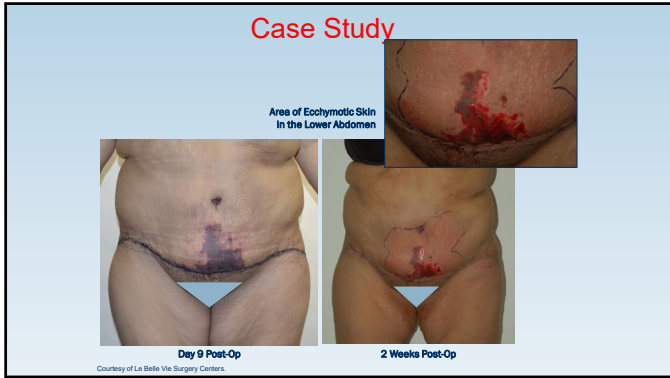 Case Study
Area of Ecchymotic Skin
in the Lower Abdomen
Day 9 Post-Op
2 Weeks Post-Op
Courtesy of Le Belle Vie Surgery Centers.